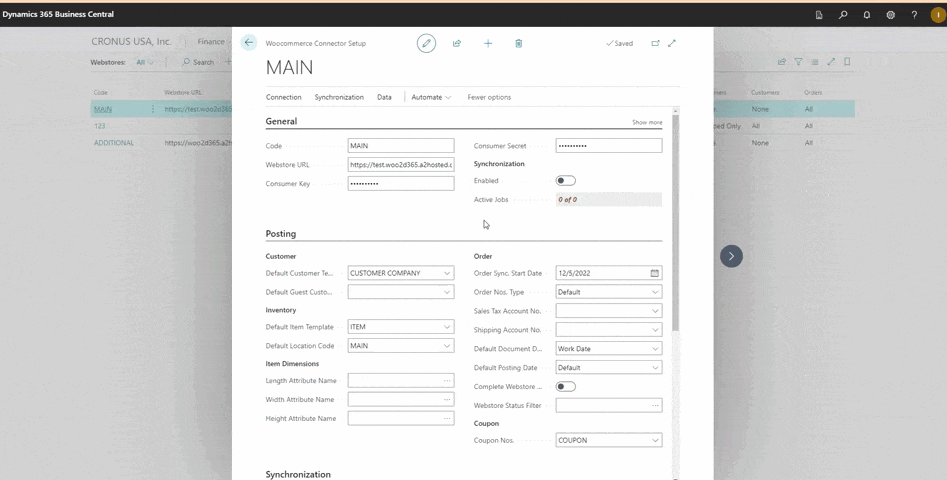 Dynamics 365 Business Central
?
I
CRONUS USA, Inc.
Finance
Webstores: All
Search
Code Webstore URL Customers Orders
MAIN https://test.woo2d365 None All
123 ped Only All All
ADDITIONAL https://woo2d365.a2h None All
Woocommerce Connector Setup
Saved
MAIN
Connection Synchronization Data Automate Fewer options
General
Show more
Code MAIN
Webstore URL https://test.woo2d365.a2hosted.c
Consumer Key ••••••••••
Consumer Secret ••••••••••
Synchronization
Enabled
Active Jobs 0 of 0
Posting
Customer
Default Customer Te... CUSTOMER COMPANY
Default Guest Custo...
Inventory
Default Item Template ITEM
Default Location Code MAIN
Item Dimensions
Length Attribute Name
Width Attribute Name
Height Attribute Name
Order
Order Sync. Start Date 12/5/2022
Order Nos. Type Default
Sales Tax Account No.
Shipping Account No.
Default Document D... Work Date
Default Posting Date Default
Complete Webstore ...
Webstore Status Filter
Coupon
Coupon Nos. COUPON
Synchronization